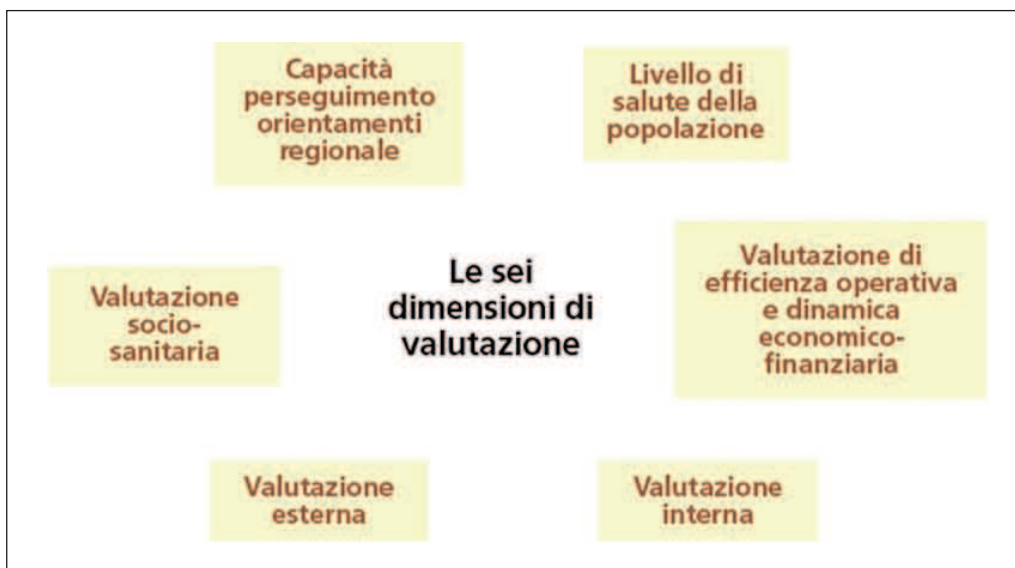 Capacità
perseguimento
orientamenti
regionale
Livello di
salute della
popolazione
Valutazione
socio-
sanitaria
Le sei
dimensioni di
valutazione
Valutazione di
efficienza operativa
e dinamica
economico-
finanziaria
Valutazione
esterna
Valutazione
interna